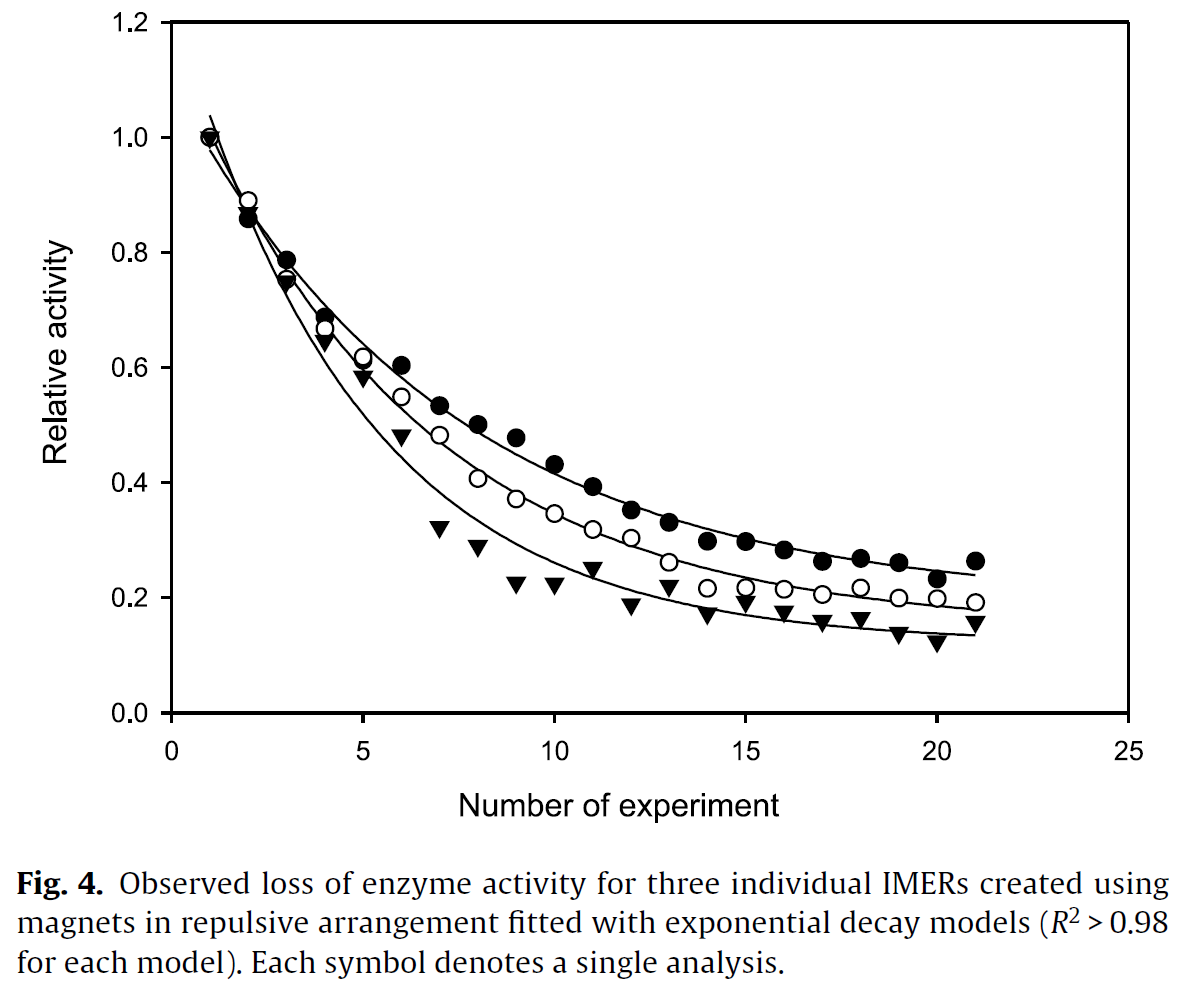 1.2
1.0
0.8
0.6
0.4
0.2
0.0
Relative activity
0 5 10 15 20 25
Number of experiment
Fig. 4. Observed loss of enzyme activity for three individual IMERs created using
magnets in repulsive arrangement fitted with exponential decay models (R² > 0.98
for each model). Each symbol denotes a single analysis.